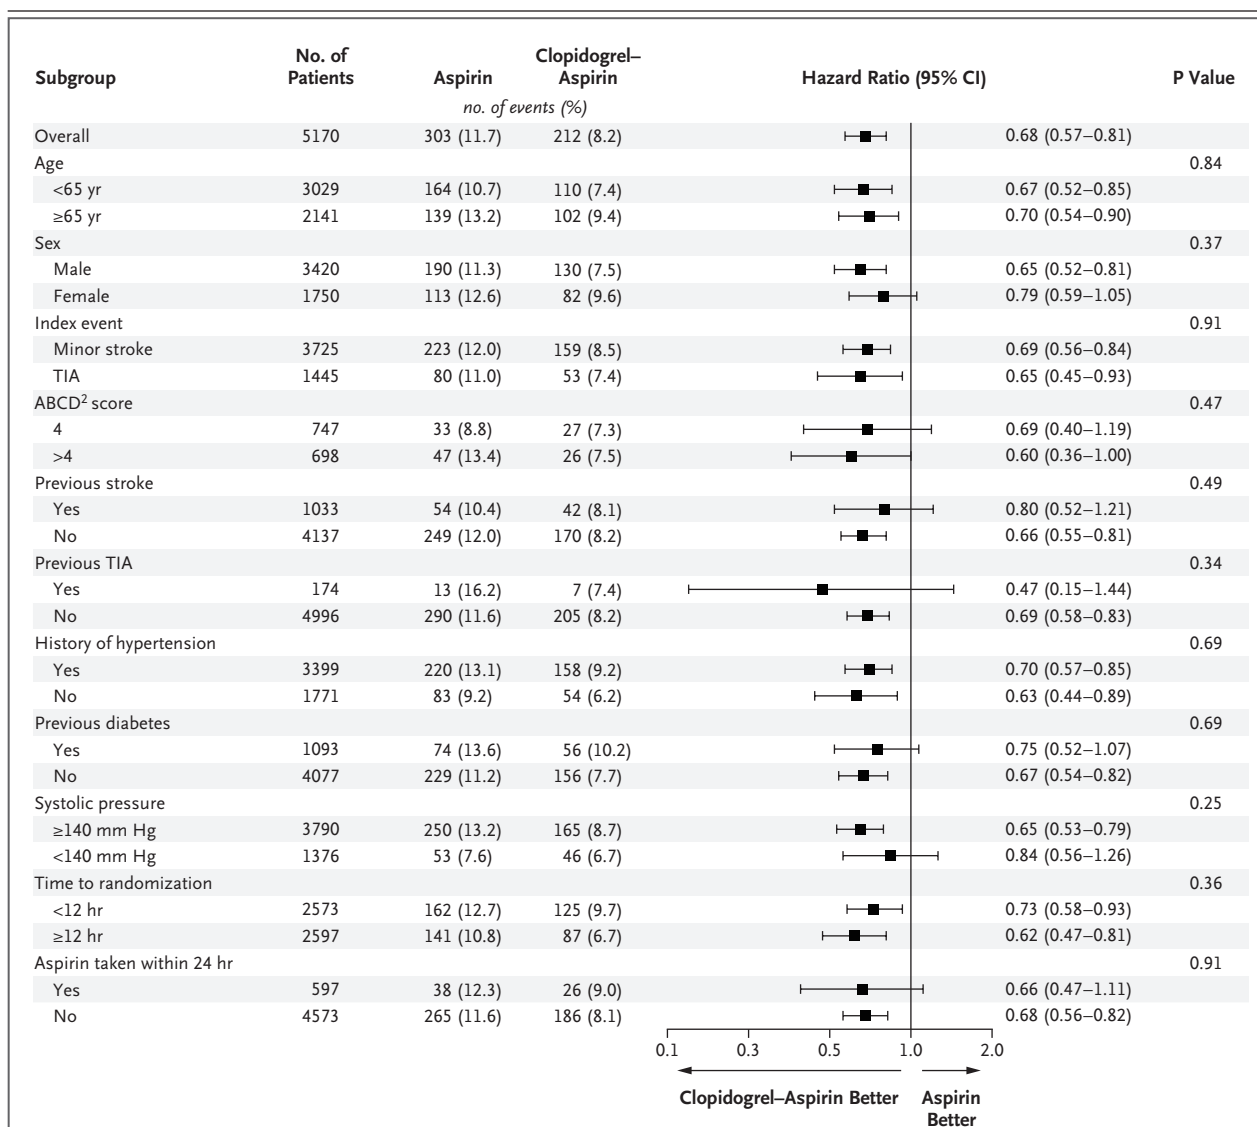 Subgroup No. of Patients Aspirin Clopidogrel–Aspirin Hazard Ratio (95% CI) P Value
no. of events (%)
Overall 5170 303 (11.7) 212 (8.2) 0.68 (0.57–0.81)
Age 0.84
<65 yr 3029 164 (10.7) 110 (7.4) 0.67 (0.52–0.85)
≥65 yr 2141 139 (13.2) 102 (9.4) 0.70 (0.54–0.90)
Sex 0.37
Male 3420 190 (11.3) 130 (7.5) 0.65 (0.52–0.81)
Female 1750 113 (12.6) 82 (9.6) 0.79 (0.59–1.05)
Index event 0.91
Minor stroke 3725 223 (12.0) 159 (8.5) 0.69 (0.56–0.84)
TIA 1445 80 (11.0) 53 (7.4) 0.65 (0.45–0.93)
ABCD² score 0.47
4 747 33 (8.8) 27 (7.3) 0.69 (0.40–1.19)
>4 698 47 (13.4) 26 (7.5) 0.60 (0.36–1.00)
Previous stroke 0.49
Yes 1033 54 (10.4) 42 (8.1) 0.80 (0.52–1.21)
No 4137 249 (12.0) 170 (8.2) 0.66 (0.55–0.81)
Previous TIA 0.34
Yes 174 13 (16.2) 7 (7.4) 0.47 (0.15–1.44)
No 4996 290 (11.6) 205 (8.2) 0.69 (0.58–0.83)
History of hypertension 0.69
Yes 3399 220 (13.1) 158 (9.2) 0.70 (0.57–0.85)
No 1771 83 (9.2) 54 (6.2) 0.63 (0.44–0.89)
Previous diabetes 0.69
Yes 1093 74 (13.6) 56 (10.2) 0.75 (0.52–1.07)
No 4077 229 (11.2) 156 (7.7) 0.67 (0.54–0.82)
Systolic pressure 0.25
≥140 mm Hg 3790 250 (13.2) 165 (8.7) 0.65 (0.53–0.79)
<140 mm Hg 1376 53 (7.6) 46 (6.7) 0.84 (0.56–1.26)
Time to randomization 0.36
<12 hr 2573 162 (12.7) 125 (9.7) 0.73 (0.58–0.93)
≥12 hr 2597 141 (10.8) 87 (6.7) 0.62 (0.47–0.81)
Aspirin taken within 24 hr 0.91
Yes 597 38 (12.3) 26 (9.0) 0.66 (0.47–1.11)
No 4573 265 (11.6) 186 (8.1) 0.68 (0.56–0.82)
0.1 0.3 0.5 1.0 2.0
Clopidogrel–Aspirin Better Aspirin Better